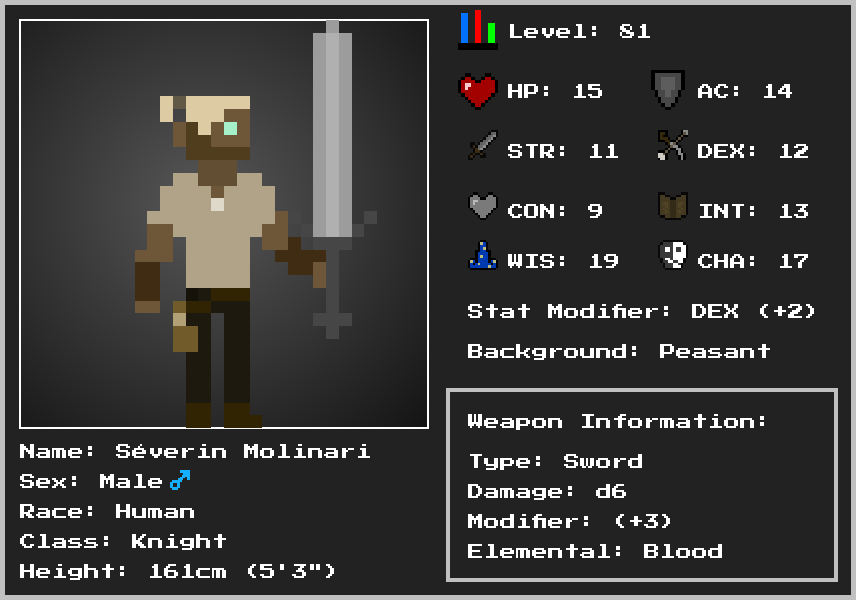 Level: 81
HP: 15 AC: 14
STR: 11 DEX: 12
CON: 9 INT: 13
WIS: 19 CHA: 17
Stat Modifier: DEX (+2)
Background: Peasant
Weapon Information:
Type: Sword
Damage: d6
Modifier: (+3)
Elemental: Blood
Name: Séverin Molinari
Sex: Male♂
Race: Human
Class: Knight
Height: 161cm (5'3")